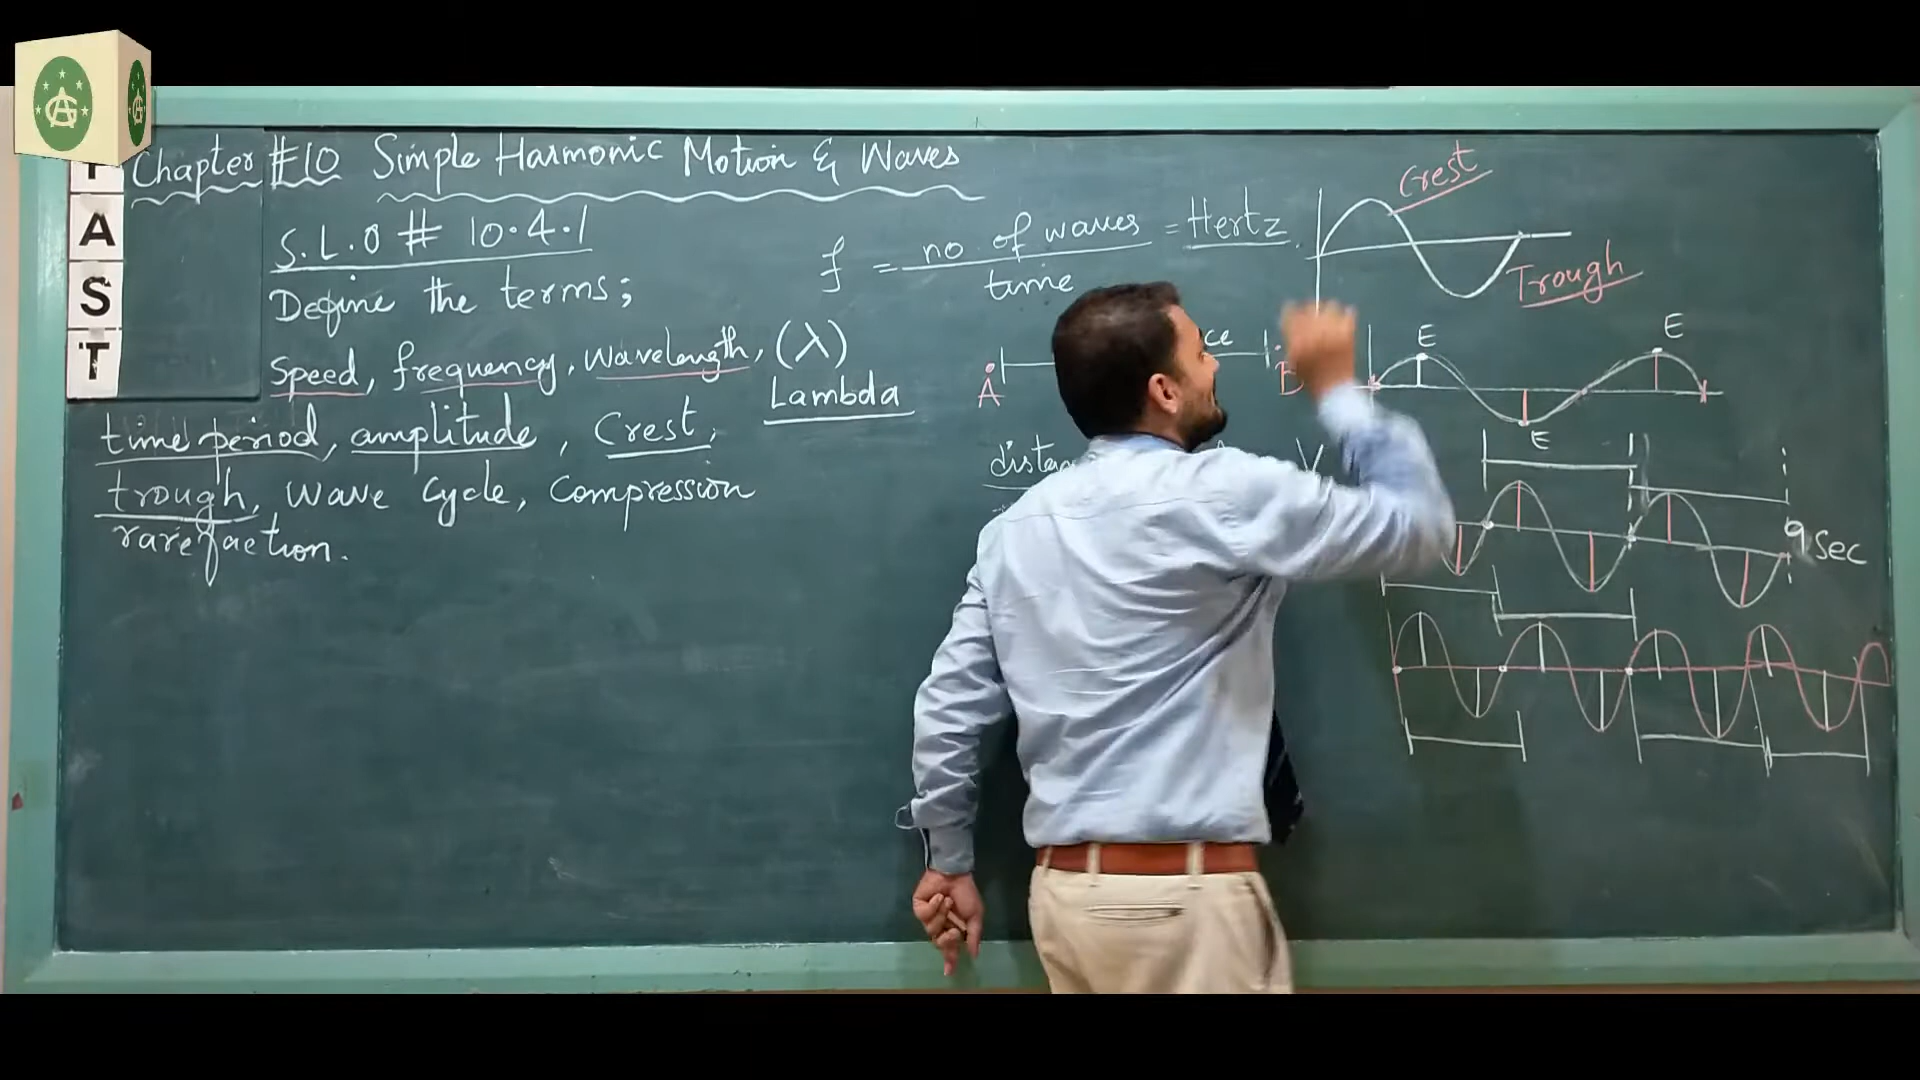 Chapter #10 Simple Harmonic Motion & Waves
S.L.O # 10.4.1
Define the terms;
Speed, frequency, wavelength, (λ)
Lambda
time period, amplitude, Crest,
trough, wave cycle, Compression
rarefaction.
A
S
T
f = no of waves / time = Hertz
A
B
Crest
Trough
E
E
E
9 Sec